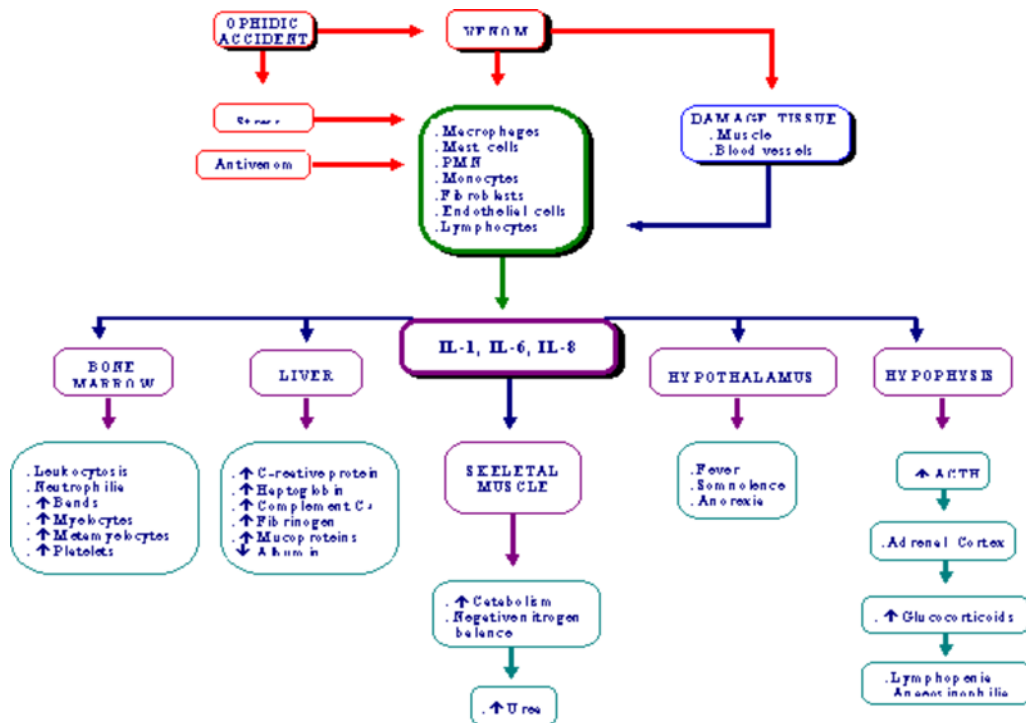 OPHIDIC
ACCIDENT
VENOM
Stress
Antivenom
. Macrophages
. Mast cells
. PMN
. Monocytes
. Fibroblasts
. Endothelial cells
. Lymphocytes
DAMAGE TISSUE
. Muscle
. Blood vessels
IL-1, IL-6, IL-8
BONE
MARROW
LIVER
HYPOTHALAMUS
HYPOPHYSIS
. Leukocytosis
. Neutrophilie
. ↑ Bands
. ↑ Myelocytes
. ↑ Metamyelocytes
. ↑ Platelets
. ↑ C-reative protein
. ↑ Haptoglobin
. ↑ Complement C3
. ↑ Fibrinogen
. ↑ Mucoproteins
. ↓ Albumin
SKELETAL
MUSCLE
. Fever
. Somnolence
. Anorexia
. ↑ ACTH
. Adrenal Cortex
. ↑ Catabolism
. Negative nitrogen
balance
. ↑ Glucocorticoids
. Lymphopenie
. Aneosinophilie
. ↑ Urea